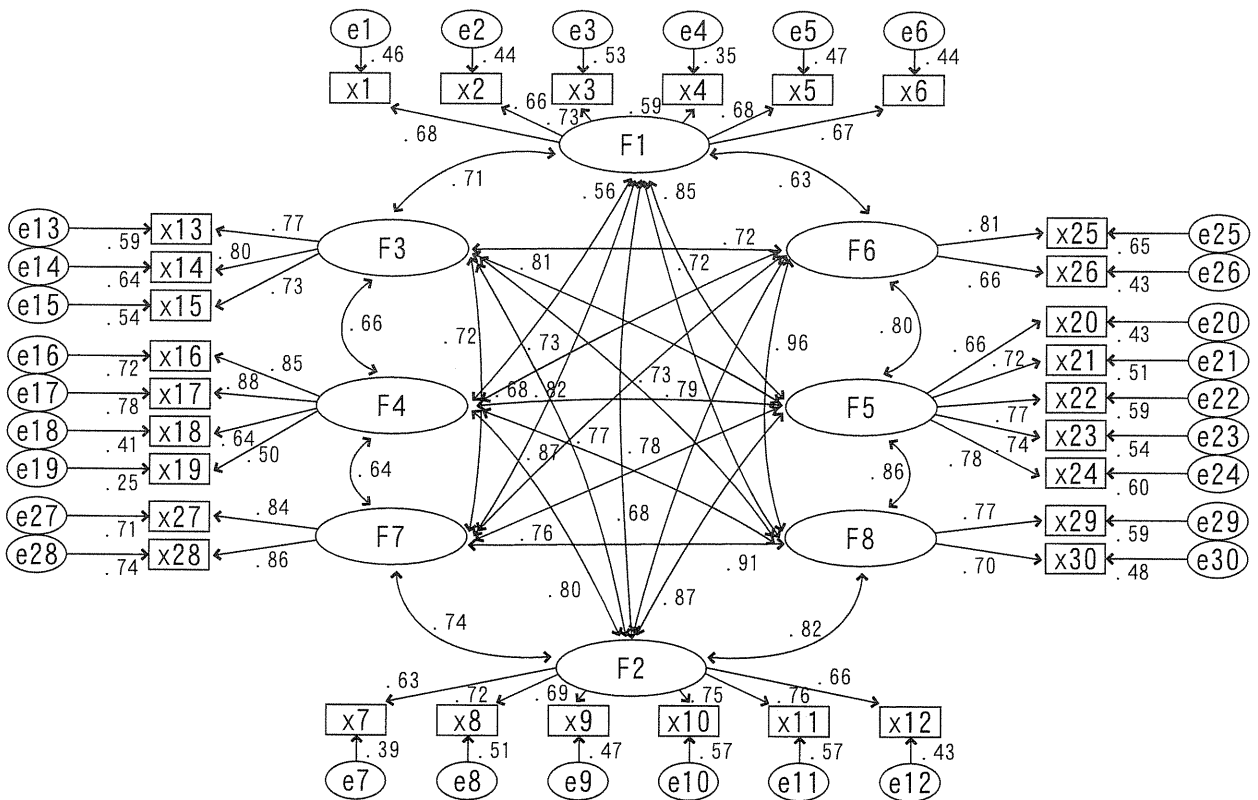 e1 e2 e3 e4 e5 e6
.46 .44 .53 .35 .47 .44
x1 x2 x3 x4 x5 x6
.68 .66 .73 .59 .68 .67
F1
.71 .56 .85 .63
e13 .59 x13 .77
e14 .64 x14 .80
e15 .54 x15 .73
F3
.81 .72 .72
F6
.81 x25 .65 e25
.66 x26 .43 e26
.66 .72 .73 .96 .80
e16 .72 x16 .85
e17 .78 x17 .88
e18 .41 x18 .64
e19 .25 x19 .50
F4
.68 .82 .73 .79
F5
.66 x20 .43 e20
.72 x21 .51 e21
.77 x22 .59 e22
.74 x23 .54 e23
.78 x24 .60 e24
.64 .87 .77 .78 .86
e27 .71 x27 .84
e28 .74 x28 .86
F7
.76 .68 .91
F8
.77 x29 .59 e29
.70 x30 .48 e30
.74 .80 .87 .82
F2
.63 .72 .69 .75 .76 .66
x7 x8 x9 x10 x11 x12
.39 .51 .47 .57 .57 .43
e7 e8 e9 e10 e11 e12